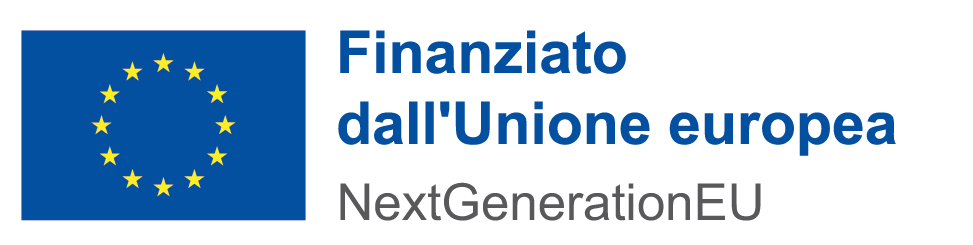 Finanziato
dall'Unione europea
NextGenerationEU